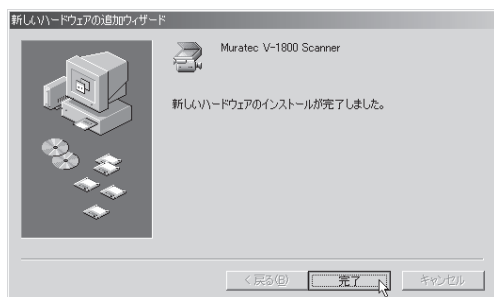 新しいハードウェアの追加ウィザード
Muratec V-1800 Scanner
新しいハードウェアのインストールが完了しました。
< 戻る(B)
完了
キャンセル